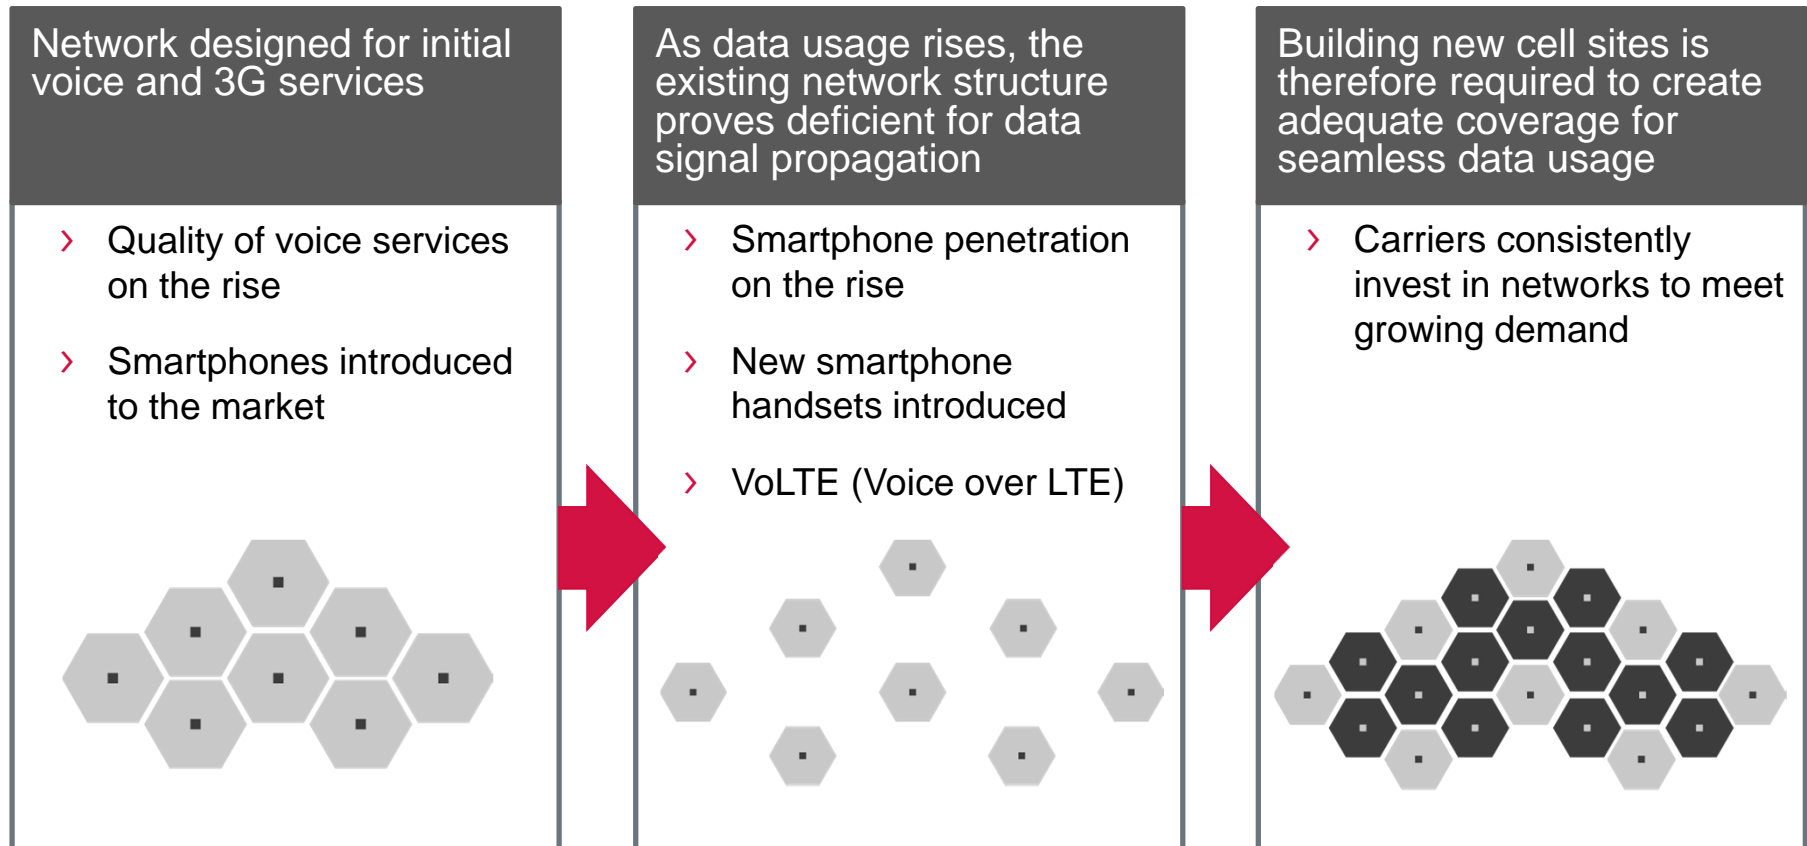 Network designed for initial
voice and 3G services
› Quality of voice services
on the rise
› Smartphones introduced
to the market
As data usage rises, the
existing network structure
proves deficient for data
signal propagation
› Smartphone penetration
on the rise
› New smartphone
handsets introduced
› VoLTE (Voice over LTE)
Building new cell sites is
therefore required to create
adequate coverage for
seamless data usage
› Carriers consistently
invest in networks to meet
growing demand